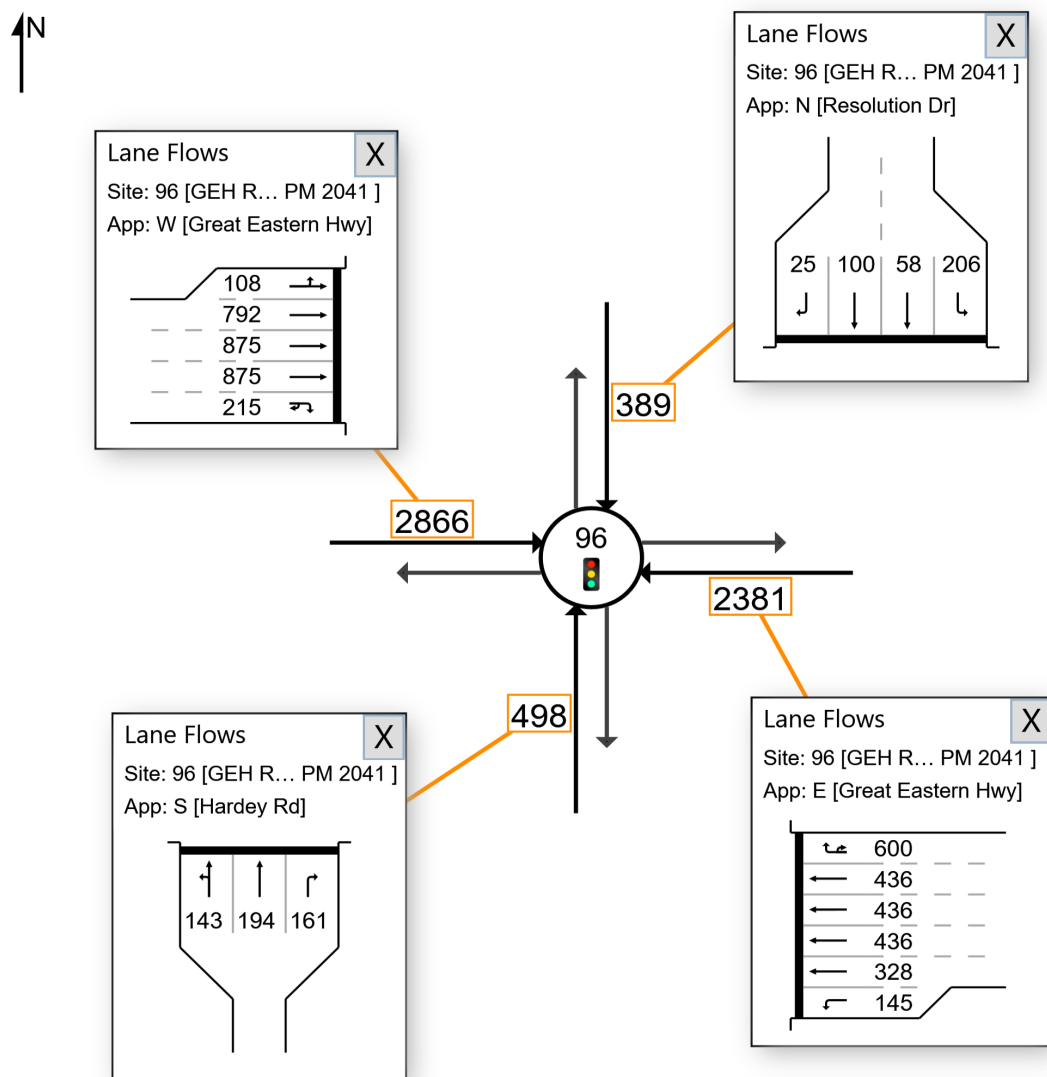 N
Lane Flows X
Site: 96 [GEH R... PM 2041 ]
App: N [Resolution Dr]
25 100 58 206
Lane Flows X
Site: 96 [GEH R... PM 2041 ]
App: W [Great Eastern Hwy]
108
792
875
875
215
389
2866
96
2381
498
Lane Flows X
Site: 96 [GEH R... PM 2041 ]
App: S [Hardey Rd]
143 194 161
Lane Flows X
Site: 96 [GEH R... PM 2041 ]
App: E [Great Eastern Hwy]
600
436
436
436
328
145